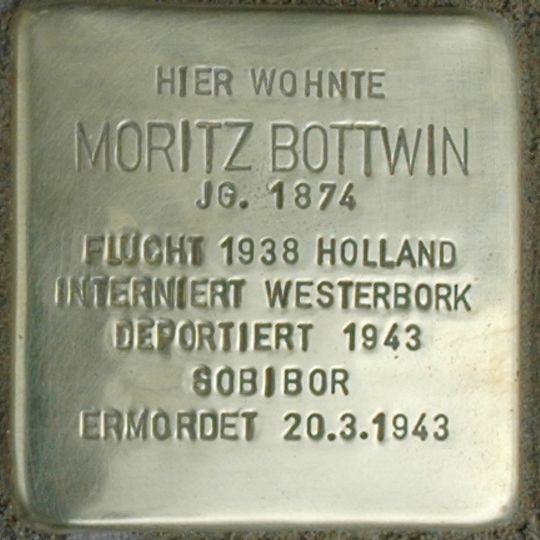 HIER WOHNTE
MORITZ BOTTWIN
JG. 1874
FLUCHT 1938 HOLLAND
INTERNIERT WESTERBORK
DEPORTIERT 1943
SOBIBOR
ERMORDET 20.3.1943